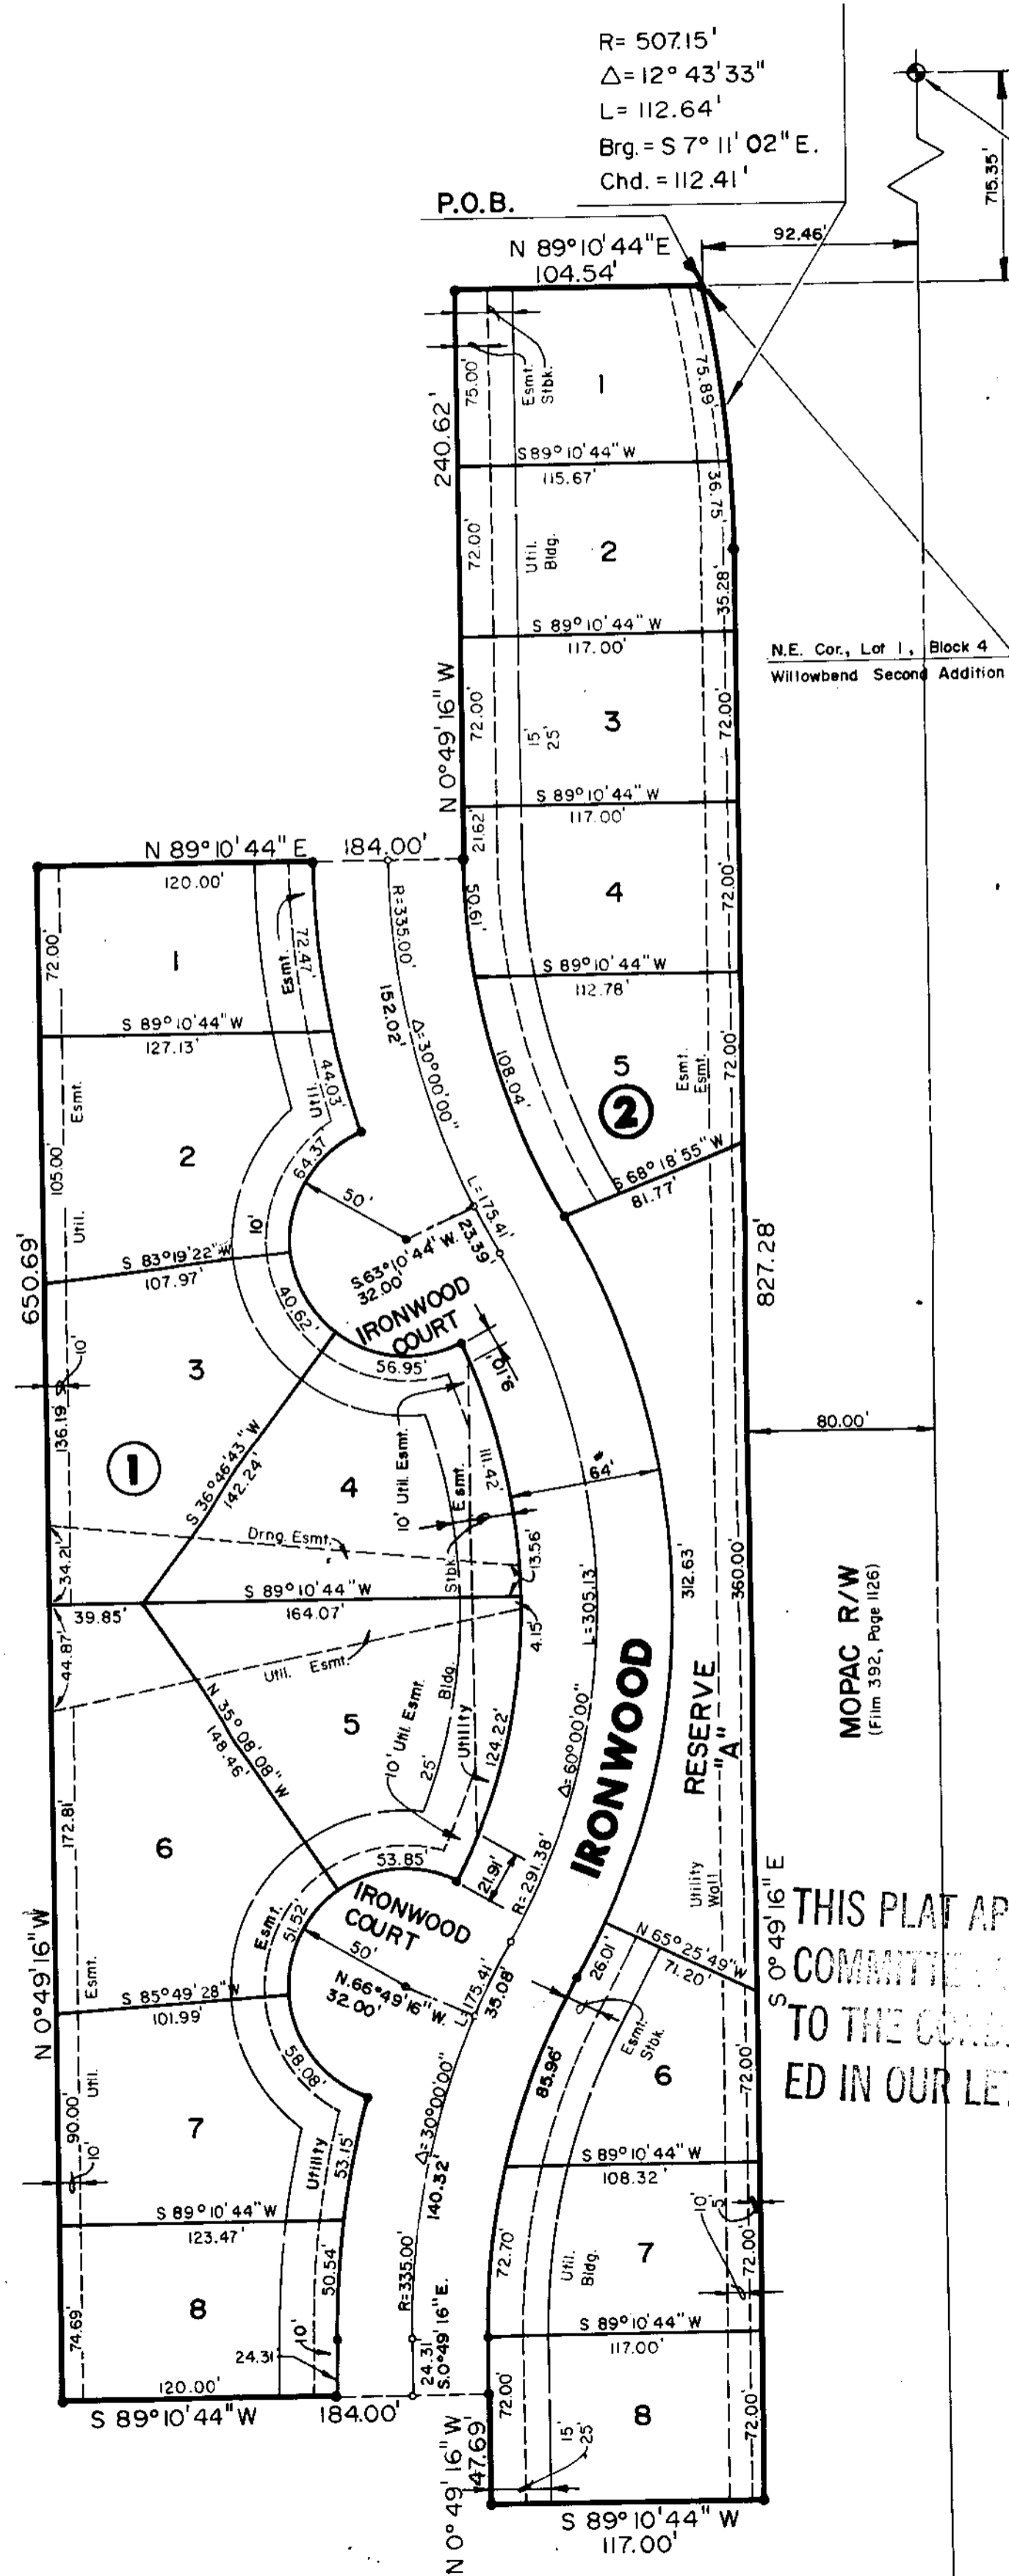 R= 507.15'
△= 12° 43' 33"
L= 112.64'
Brg. = S 7° 11' 02" E.
Chd. = 112.41'
P.O.B.
715.35'
92.46'
N 89° 10' 44" E
104.54'
75.00'
Esmt.
Stbk.
1
75.89'
240.62'
S 89° 10' 44" W
115.67'
36.75'
72.00'
Util.
Bldg.
2
35.28'
S 89° 10' 44" W
117.00'
N.E. Cor., Lot 1, Block 4
Willowbend Second Addition
N 0° 49' 16" W
72.00'
15'
25'
3
72.00'
S 89° 10' 44" W
117.00'
21.62'
N 89° 10' 44" E
184.00'
120.00'
R=335.00'
50.61'
4
72.00'
72.00'
1
Esmt.
72.47'
S 89° 10' 44" W
112.78'
152.02'
△=30°00'00"
S 89° 10' 44" W
127.13'
108.04'
5
Esmt.
Esmt.
72.00'
2
44.03'
Util.
Esmt.
2
105.00'
Util.
64.37'
S 68° 18' 55" W
81.77'
L=175.41'
50'
23.39'
10'
S 83° 19' 22" W
107.97'
S 63° 10' 44" W.
32.00'
650.69'
827.28'
40.62'
IRONWOOD
COURT
56.95'
9.10'
3
10'
136.19'
1
S 36° 46' 43" W
142.24'
4
10' Util. Esmt.
111.42'
Esmt.
Stbk.
64'
80.00'
Drng. Esmt.
13.56'
34.21'
S 89° 10' 44" W
39.85'
164.07'
L=305.13'
312.63'
360.00'
MOPAC R/W
(Film 392, Page 1126)
44.87'
4.15'
Util. Esmt.
N 35° 08' 08" W
148.46'
5
10' Util. Esmt.
25'
Bldg.
Utility
124.22'
△= 60°00'00"
IRONWOOD
RESERVE
"A"
172.81'
6
53.85'
21.91'
R=291.38'
IRONWOOD
COURT
Esmt.
51.52'
50'
Utility
Wall
N 65° 25' 49" W
71.20'
S 0° 49' 16" E
THIS PLAT AP
COMMITTE
TO THE COND
ED IN OUR LE
N 0° 49' 16" W
Esmt.
S 85° 49' 28" W
101.99'
N. 66° 49' 16" W.
32.00'
L=175.41'
35.08'
26.01'
Esmt.
Stbk.
6
72.00'
58.08'
85.96'
90.00'
Util.
7
10'
Utility
53.15'
△= 30°00'00"
140.32'
S 89° 10' 44" W
108.32'
S 89° 10' 44" W
123.47'
10'
5'
74.69'
8
50.54'
R=335.00'
72.70'
Util.
Bldg.
7
72.00'
24.31'
10'
24.31'
S. 0° 49' 16" E.
S 89° 10' 44" W
117.00'
120.00'
S 89° 10' 44" W
184.00'
72.00'
N 0° 49' 16" W
47.69'
15'
25'
8
72.00'
S 89° 10' 44" W
117.00'